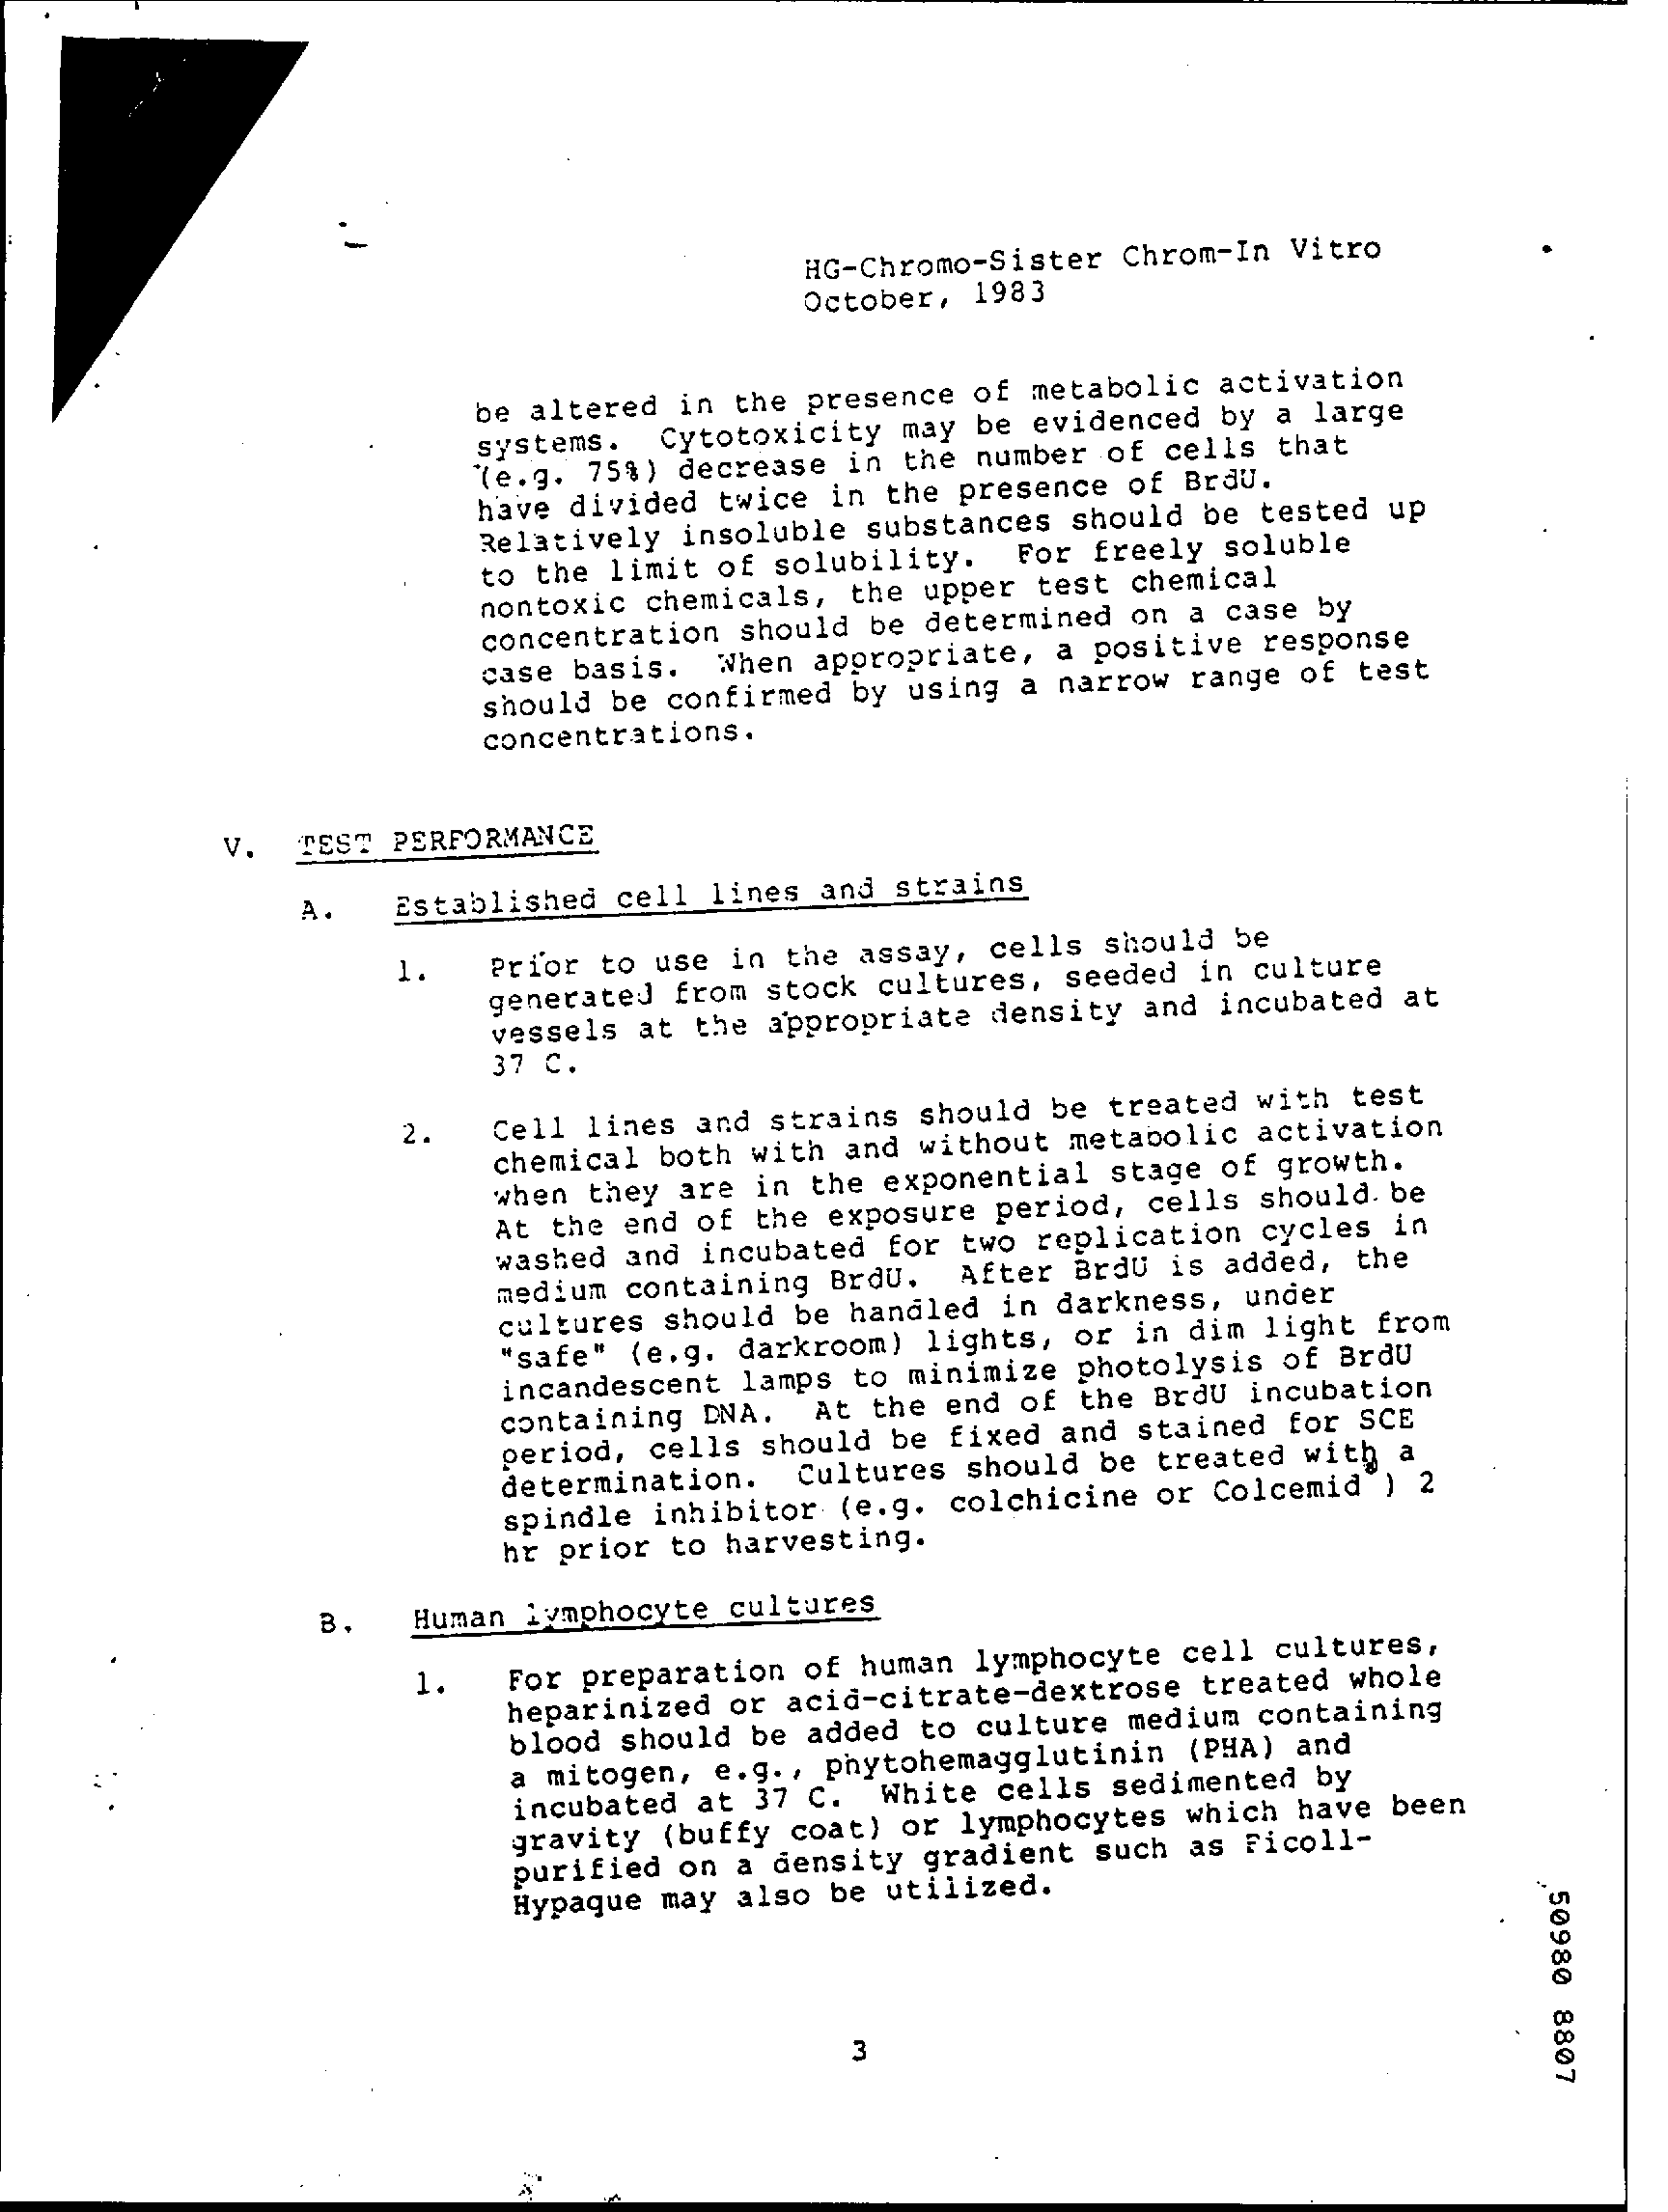 HG-Chromo-Sister Chrom-In Vitro
October, 1983
be altered in the presence of metabolic activation
systems. Cytotoxicity may be evidenced by a large
(e.g. 75%) decrease in the number of cells that
have divided twice in the presence of BrdU.
Relatively insoluble substances should be tested up
to the limit of solubility. For freely soluble
nontoxic chemicals, the upper test chemical
concentration should be determined on a case by
case basis. When appropriate, a positive response
should be confirmed by using a narrow range of test
concentrations.
V. TEST PERFORMANCE
A. Established cell lines and strains
1. Prior to use in the assay, cells should be
generated from stock cultures, seeded in culture
vessels at the appropriate density and incubated at
37 C.
2. Cell lines and strains should be treated with test
chemical both with and without metabolic activation
when they are in the exponential stage of growth.
At the end of the exposure period, cells should be
washed and incubated for two replication cycles in
medium containing BrdU. After BrdU is added, the
cultures should be handled in darkness, under
"safe" (e.g. darkroom) lights, or in dim light from
incandescent lamps to minimize photolysis of BrdU
containing DNA. At the end of the BrdU incubation
period, cells should be fixed and stained for SCE
determination. Cultures should be treated with a
spindle inhibitor (e.g. colchicine or Colcemid®) 2
hr prior to harvesting.
B. Human lymphocyte cultures
1. For preparation of human lymphocyte cell cultures,
heparinized or acid-citrate-dextrose treated whole
blood should be added to culture medium containing
a mitogen, e.g., phytohemagglutinin (PHA) and
incubated at 37 C. White cells sedimented by
gravity (buffy coat) or lymphocytes which have been
purified on a density gradient such as Ficoll-
Hypaque may also be utilized.
3
50980 8807